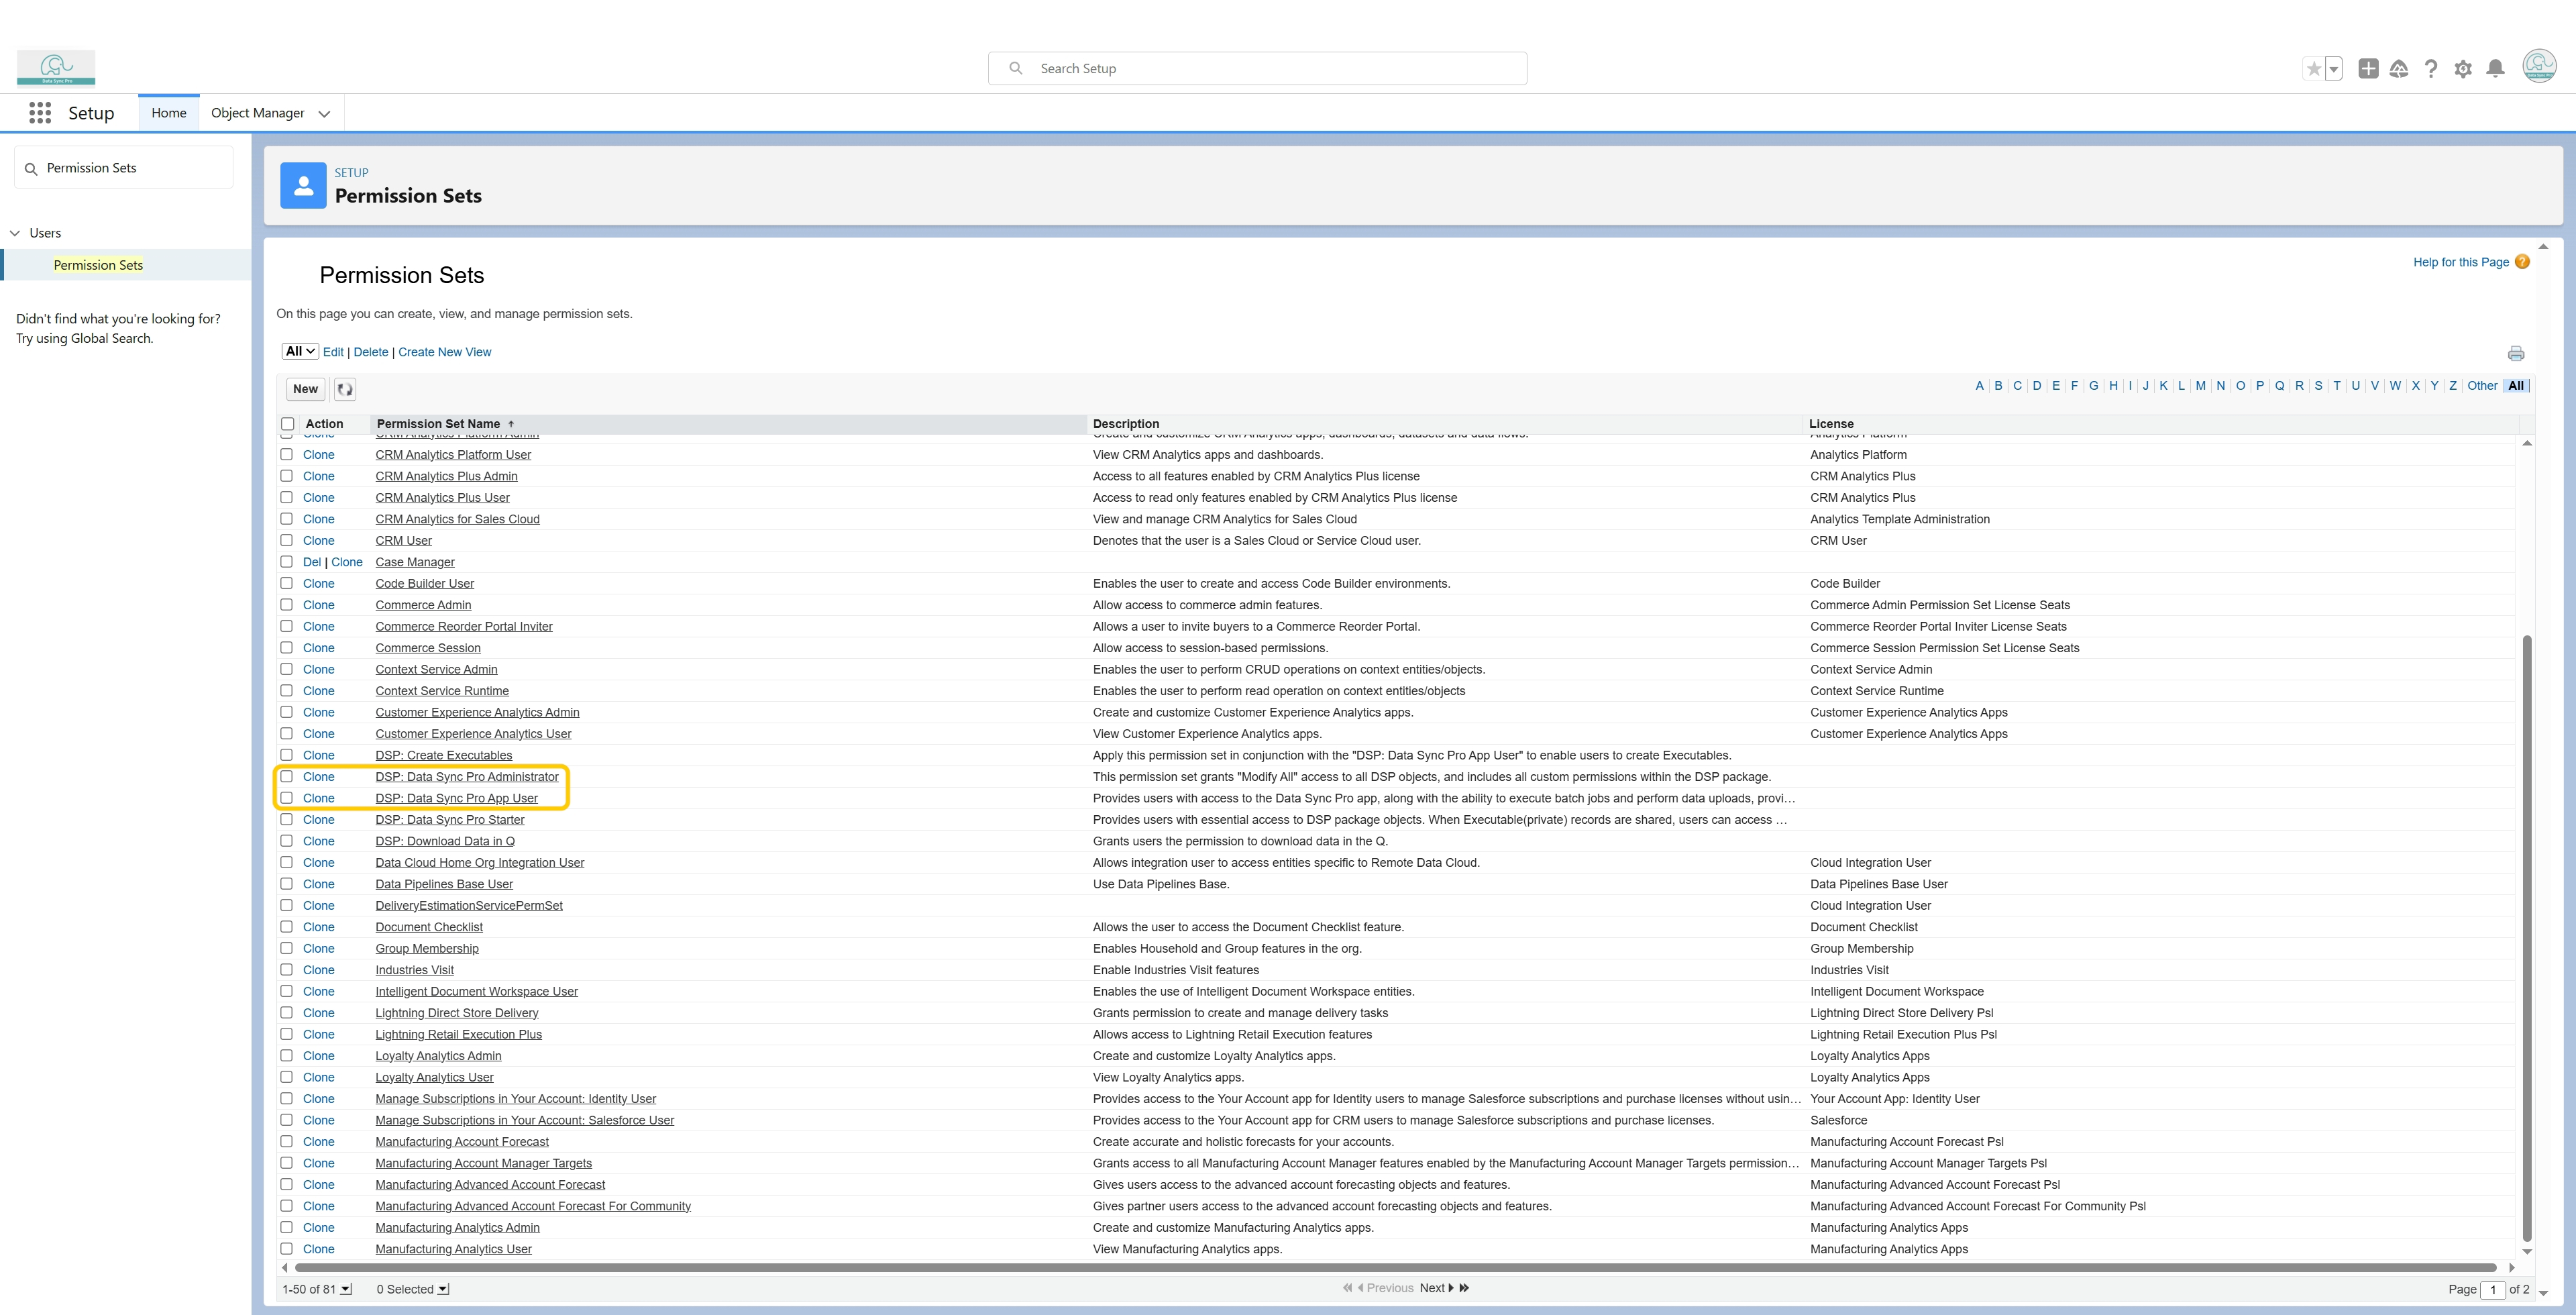 Data Sync Pro
Search Setup
Setup
Home
Object Manager
Permission Sets
Users
Permission Sets
Didn't find what you're looking for?
Try using Global Search.
SETUP
Permission Sets
Permission Sets
Help for this Page ?
On this page you can create, view, and manage permission sets.
All Edit | Delete | Create New View
New
A | B | C | D | E | F | G | H | I | J | K | L | M | N | O | P | Q | R | S | T | U | V | W | X | Y | Z | Other | All
Action Permission Set Name ↑ Description License
Clone CRM Analytics Platform Admin Create and customize CRM Analytics apps, dashboards, datasets and data flows. Analytics Platform
Clone CRM Analytics Platform User View CRM Analytics apps and dashboards. Analytics Platform
Clone CRM Analytics Plus Admin Access to all features enabled by CRM Analytics Plus license CRM Analytics Plus
Clone CRM Analytics Plus User Access to read only features enabled by CRM Analytics Plus license CRM Analytics Plus
Clone CRM Analytics for Sales Cloud View and manage CRM Analytics for Sales Cloud Analytics Template Administration
Clone CRM User Denotes that the user is a Sales Cloud or Service Cloud user. CRM User
Del | Clone Case Manager
Clone Code Builder User Enables the user to create and access Code Builder environments. Code Builder
Clone Commerce Admin Allow access to commerce admin features. Commerce Admin Permission Set License Seats
Clone Commerce Reorder Portal Inviter Allows a user to invite buyers to a Commerce Reorder Portal. Commerce Reorder Portal Inviter License Seats
Clone Commerce Session Allow access to session-based permissions. Commerce Session Permission Set License Seats
Clone Context Service Admin Enables the user to perform CRUD operations on context entities/objects. Context Service Admin
Clone Context Service Runtime Enables the user to perform read operation on context entities/objects Context Service Runtime
Clone Customer Experience Analytics Admin Create and customize Customer Experience Analytics apps. Customer Experience Analytics Apps
Clone Customer Experience Analytics User View Customer Experience Analytics apps. Customer Experience Analytics Apps
Clone DSP: Create Executables Apply this permission set in conjunction with the "DSP: Data Sync Pro App User" to enable users to create Executables.
Clone DSP: Data Sync Pro Administrator This permission set grants "Modify All" access to all DSP objects, and includes all custom permissions within the DSP package.
Clone DSP: Data Sync Pro App User Provides users with access to the Data Sync Pro app, along with the ability to execute batch jobs and perform data uploads, provi...
Clone DSP: Data Sync Pro Starter Provides users with essential access to DSP package objects. When Executable(private) records are shared, users can access ...
Clone DSP: Download Data in Q Grants users the permission to download data in the Q.
Clone Data Cloud Home Org Integration User Allows integration user to access entities specific to Remote Data Cloud. Cloud Integration User
Clone Data Pipelines Base User Use Data Pipelines Base. Data Pipelines Base User
Clone DeliveryEstimationServicePermSet Cloud Integration User
Clone Document Checklist Allows the user to access the Document Checklist feature. Document Checklist
Clone Group Membership Enables Household and Group features in the org. Group Membership
Clone Industries Visit Enable Industries Visit features Industries Visit
Clone Intelligent Document Workspace User Enables the use of Intelligent Document Workspace entities. Intelligent Document Workspace
Clone Lightning Direct Store Delivery Grants permission to create and manage delivery tasks Lightning Direct Store Delivery Psl
Clone Lightning Retail Execution Plus Allows access to Lightning Retail Execution features Lightning Retail Execution Plus Psl
Clone Loyalty Analytics Admin Create and customize Loyalty Analytics apps. Loyalty Analytics Apps
Clone Loyalty Analytics User View Loyalty Analytics apps. Loyalty Analytics Apps
Clone Manage Subscriptions in Your Account: Identity User Provides access to the Your Account app for Identity users to manage Salesforce subscriptions and purchase licenses without usin... Your Account App: Identity User
Clone Manage Subscriptions in Your Account: Salesforce User Provides access to the Your Account app for CRM users to manage Salesforce subscriptions and purchase licenses. Salesforce
Clone Manufacturing Account Forecast Create accurate and holistic forecasts for your accounts. Manufacturing Account Forecast Psl
Clone Manufacturing Account Manager Targets Grants access to all Manufacturing Account Manager features enabled by the Manufacturing Account Manager Targets permission... Manufacturing Account Manager Targets Psl
Clone Manufacturing Advanced Account Forecast Gives users access to the advanced account forecasting objects and features. Manufacturing Advanced Account Forecast Psl
Clone Manufacturing Advanced Account Forecast For Community Gives partner users access to the advanced account forecasting objects and features. Manufacturing Advanced Account Forecast For Community Psl
Clone Manufacturing Analytics Admin Create and customize Manufacturing Analytics apps. Manufacturing Analytics Apps
Clone Manufacturing Analytics User View Manufacturing Analytics apps. Manufacturing Analytics Apps
1-50 of 81 0 Selected Previous Next Page 1 of 2